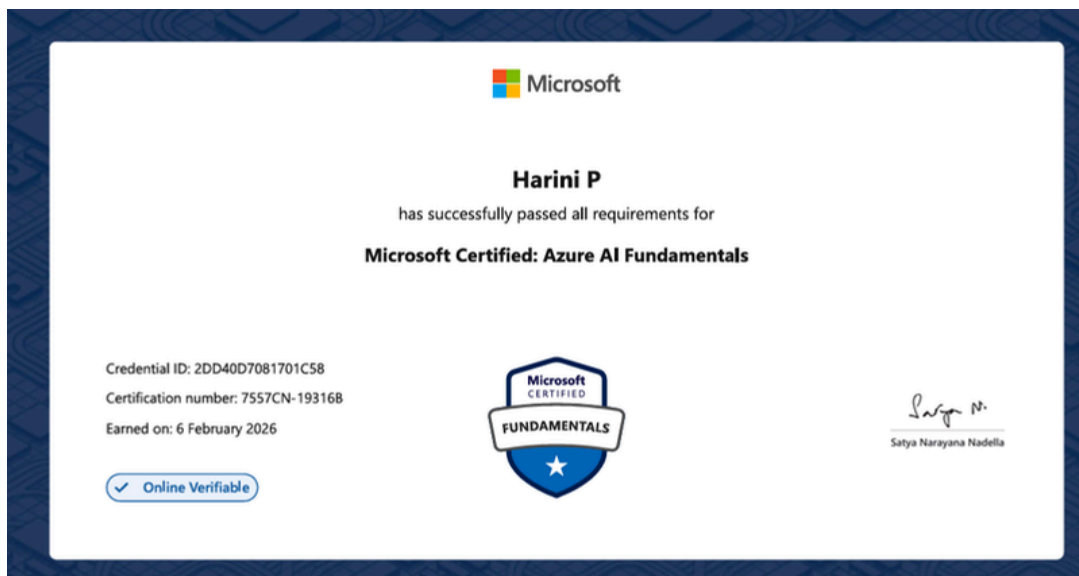 Microsoft
Harini P
has successfully passed all requirements for
Microsoft Certified: Azure AI Fundamentals
Credential ID: 2DD40D7081701C58
Certification number: 7557CN-19316B
Earned on: 6 February 2026
Online Verifiable
Microsoft
CERTIFIED
FUNDAMENTALS
Satya N.
Satya Narayana Nadella